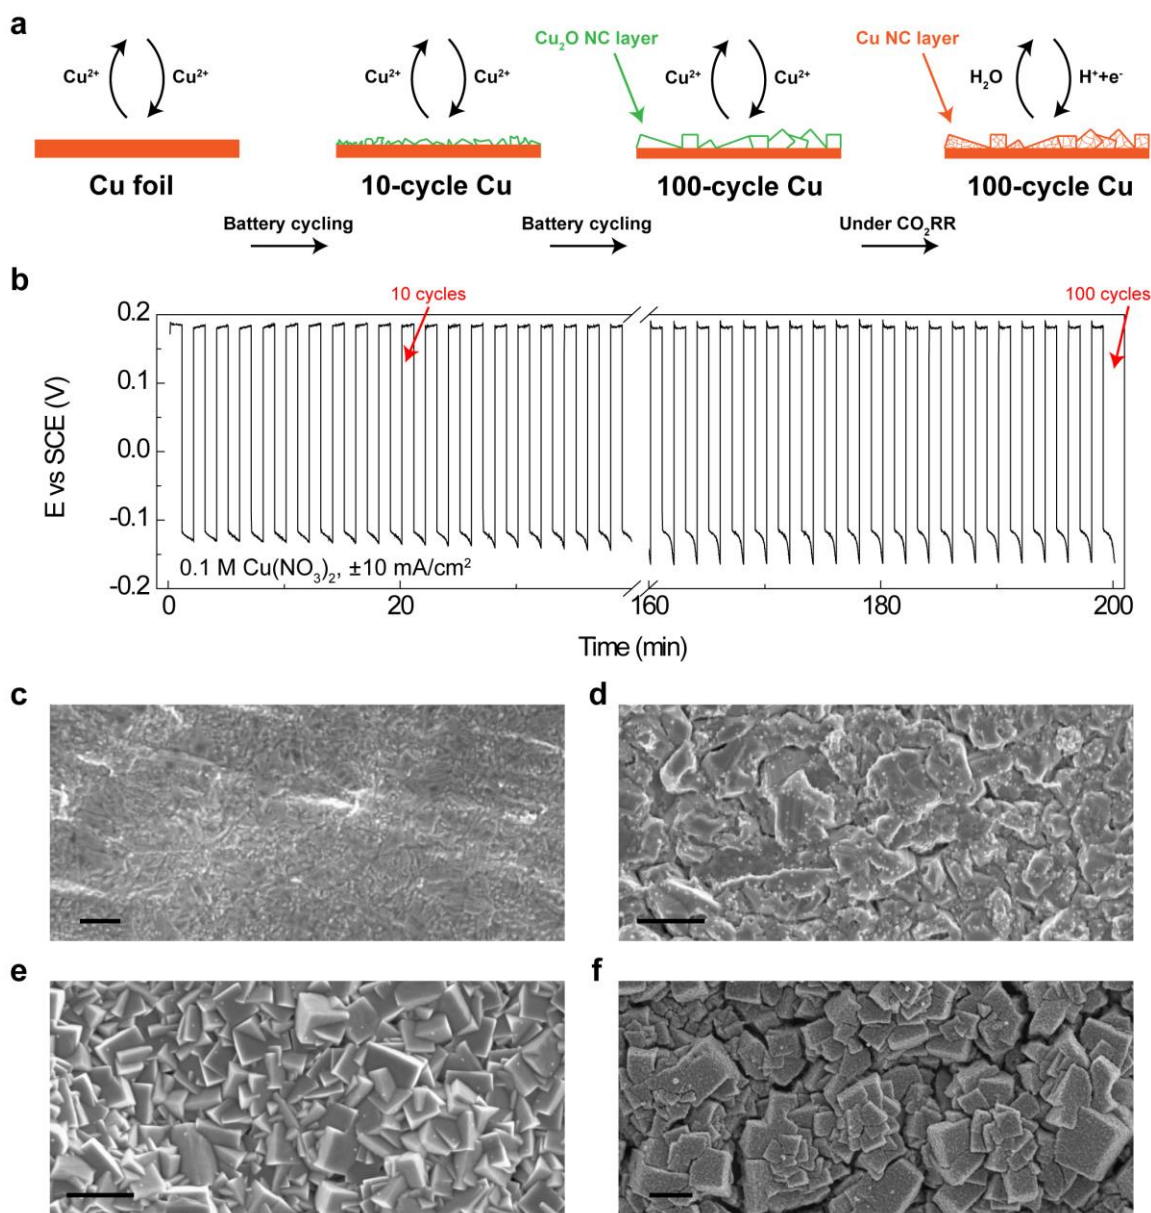 a
Cu₂O NC layer
Cu NC layer
Cu²⁺ Cu²⁺
Cu²⁺ Cu²⁺
Cu²⁺ Cu²⁺
H₂O H⁺+e⁻
Cu foil
10-cycle Cu
100-cycle Cu
100-cycle Cu
Battery cycling
Battery cycling
Under CO₂RR
b
10 cycles
100 cycles
0.2
0.1
0.0
-0.1
-0.2
E vs SCE (V)
0.1 M Cu(NO₃)₂, ±10 mA/cm²
0 20 160 180 200
Time (min)
c
d
e
f